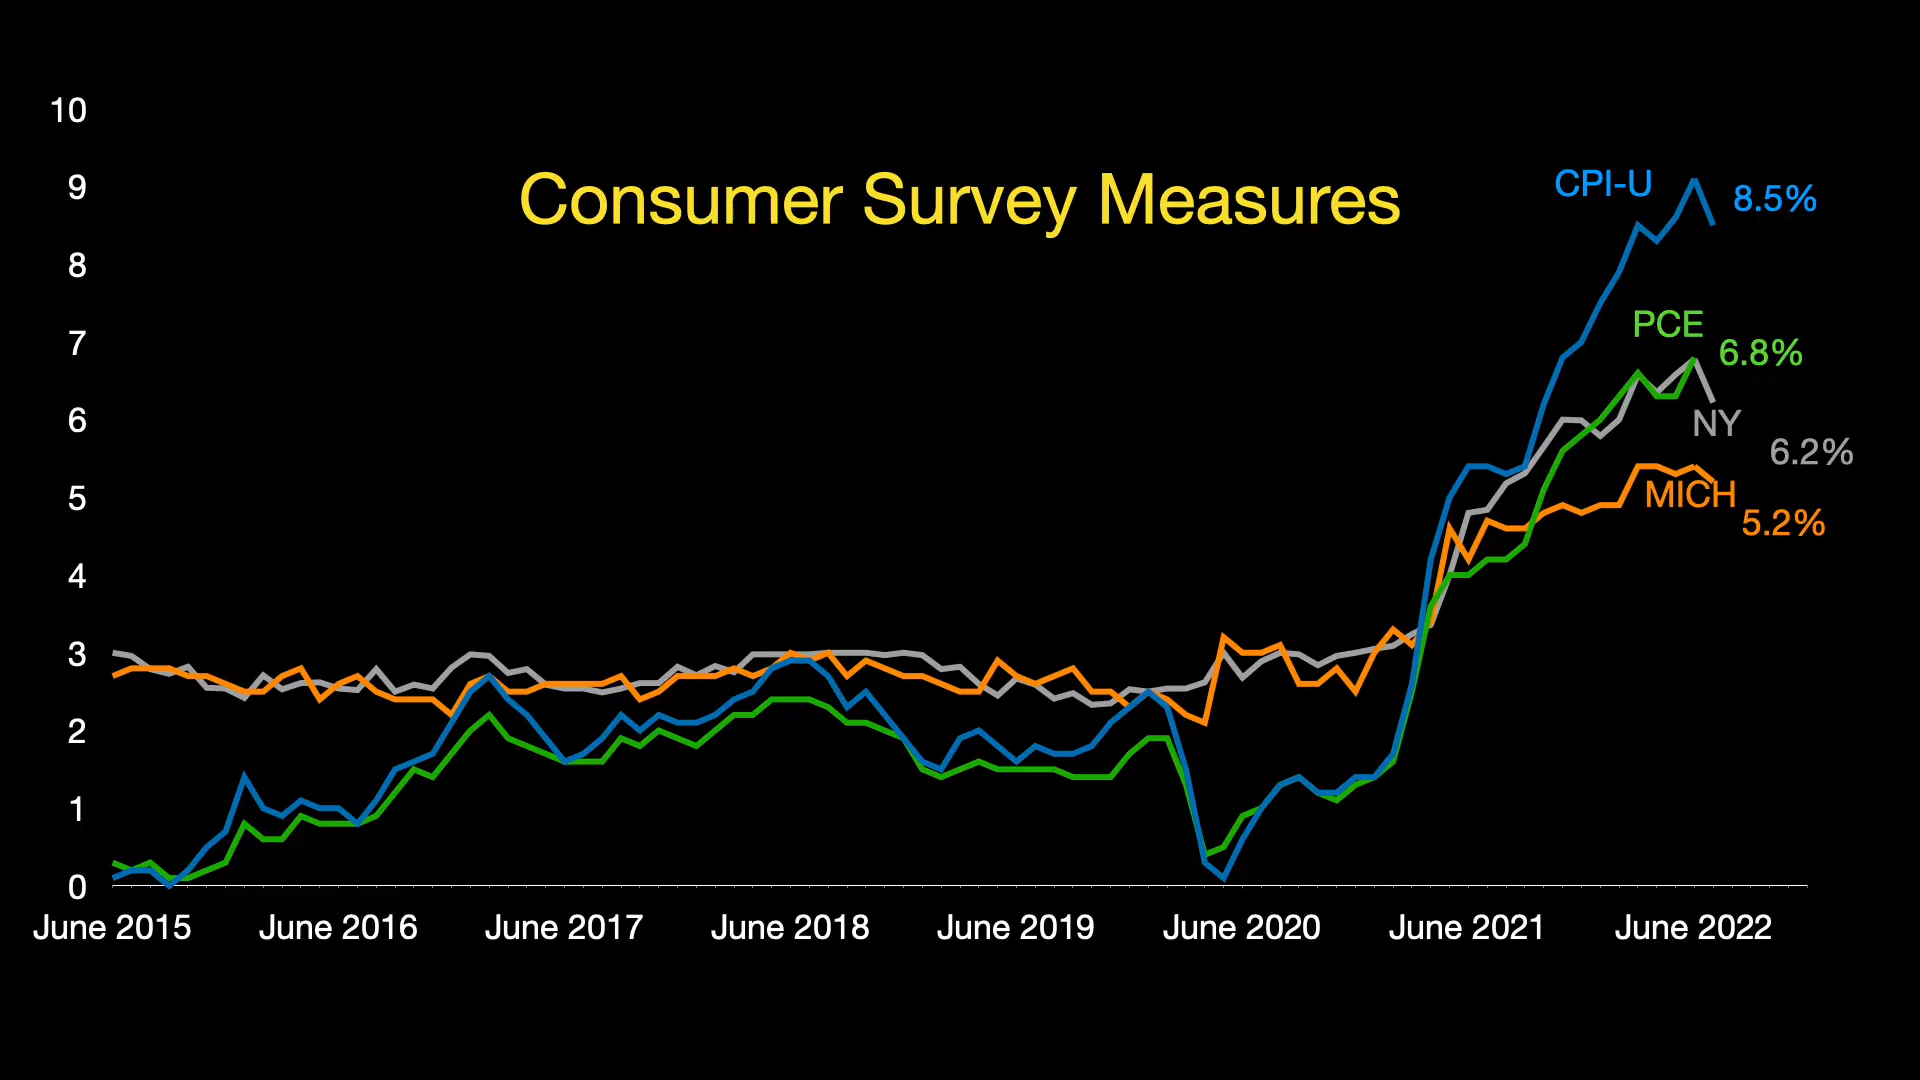 Consumer Survey Measures
10
9
8
7
6
5
4
3
2
1
0
CPI-U
8.5%
PCE
6.8%
NY
6.2%
MICH
5.2%
June 2015 June 2016 June 2017 June 2018 June 2019 June 2020 June 2021 June 2022